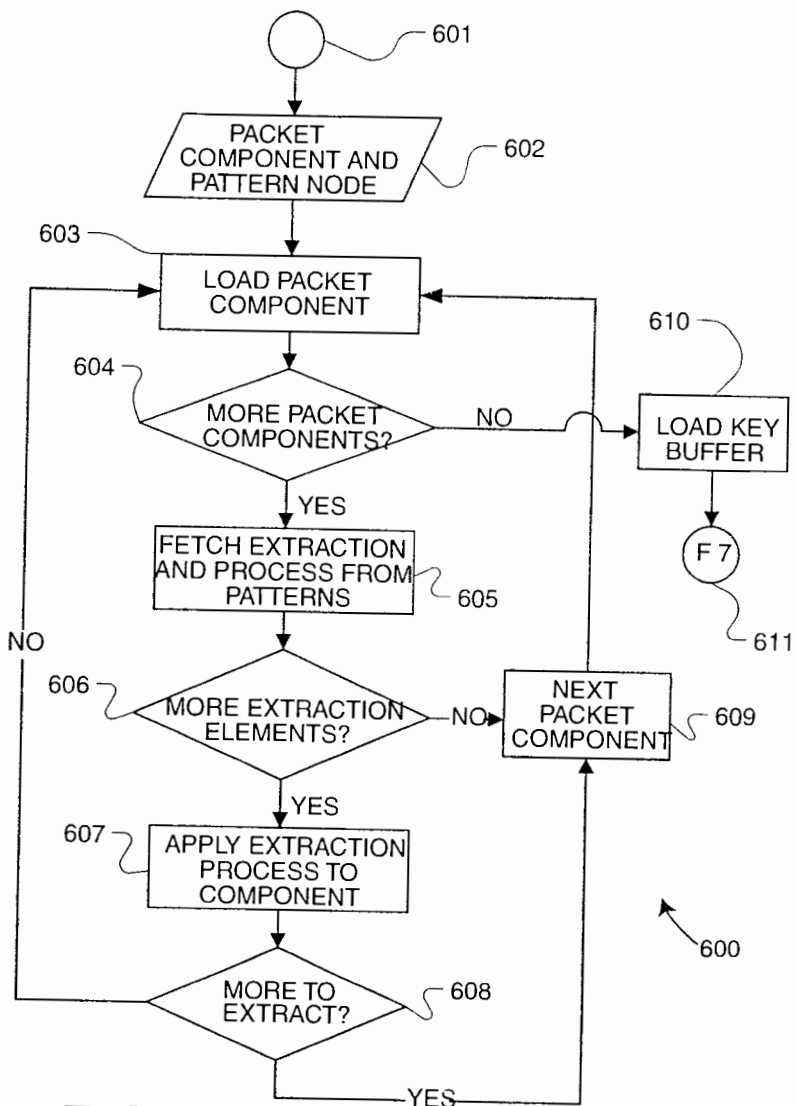 601
PACKET
COMPONENT AND
PATTERN NODE
602
603
LOAD PACKET
COMPONENT
610
604
MORE PACKET
COMPONENTS?
NO
LOAD KEY
BUFFER
YES
FETCH EXTRACTION
AND PROCESS FROM
PATTERNS
605
F 7
611
NO
606
MORE EXTRACTION
ELEMENTS?
NO
NEXT
PACKET
COMPONENT
609
YES
607
APPLY EXTRACTION
PROCESS TO
COMPONENT
600
MORE TO
EXTRACT?
608
YES